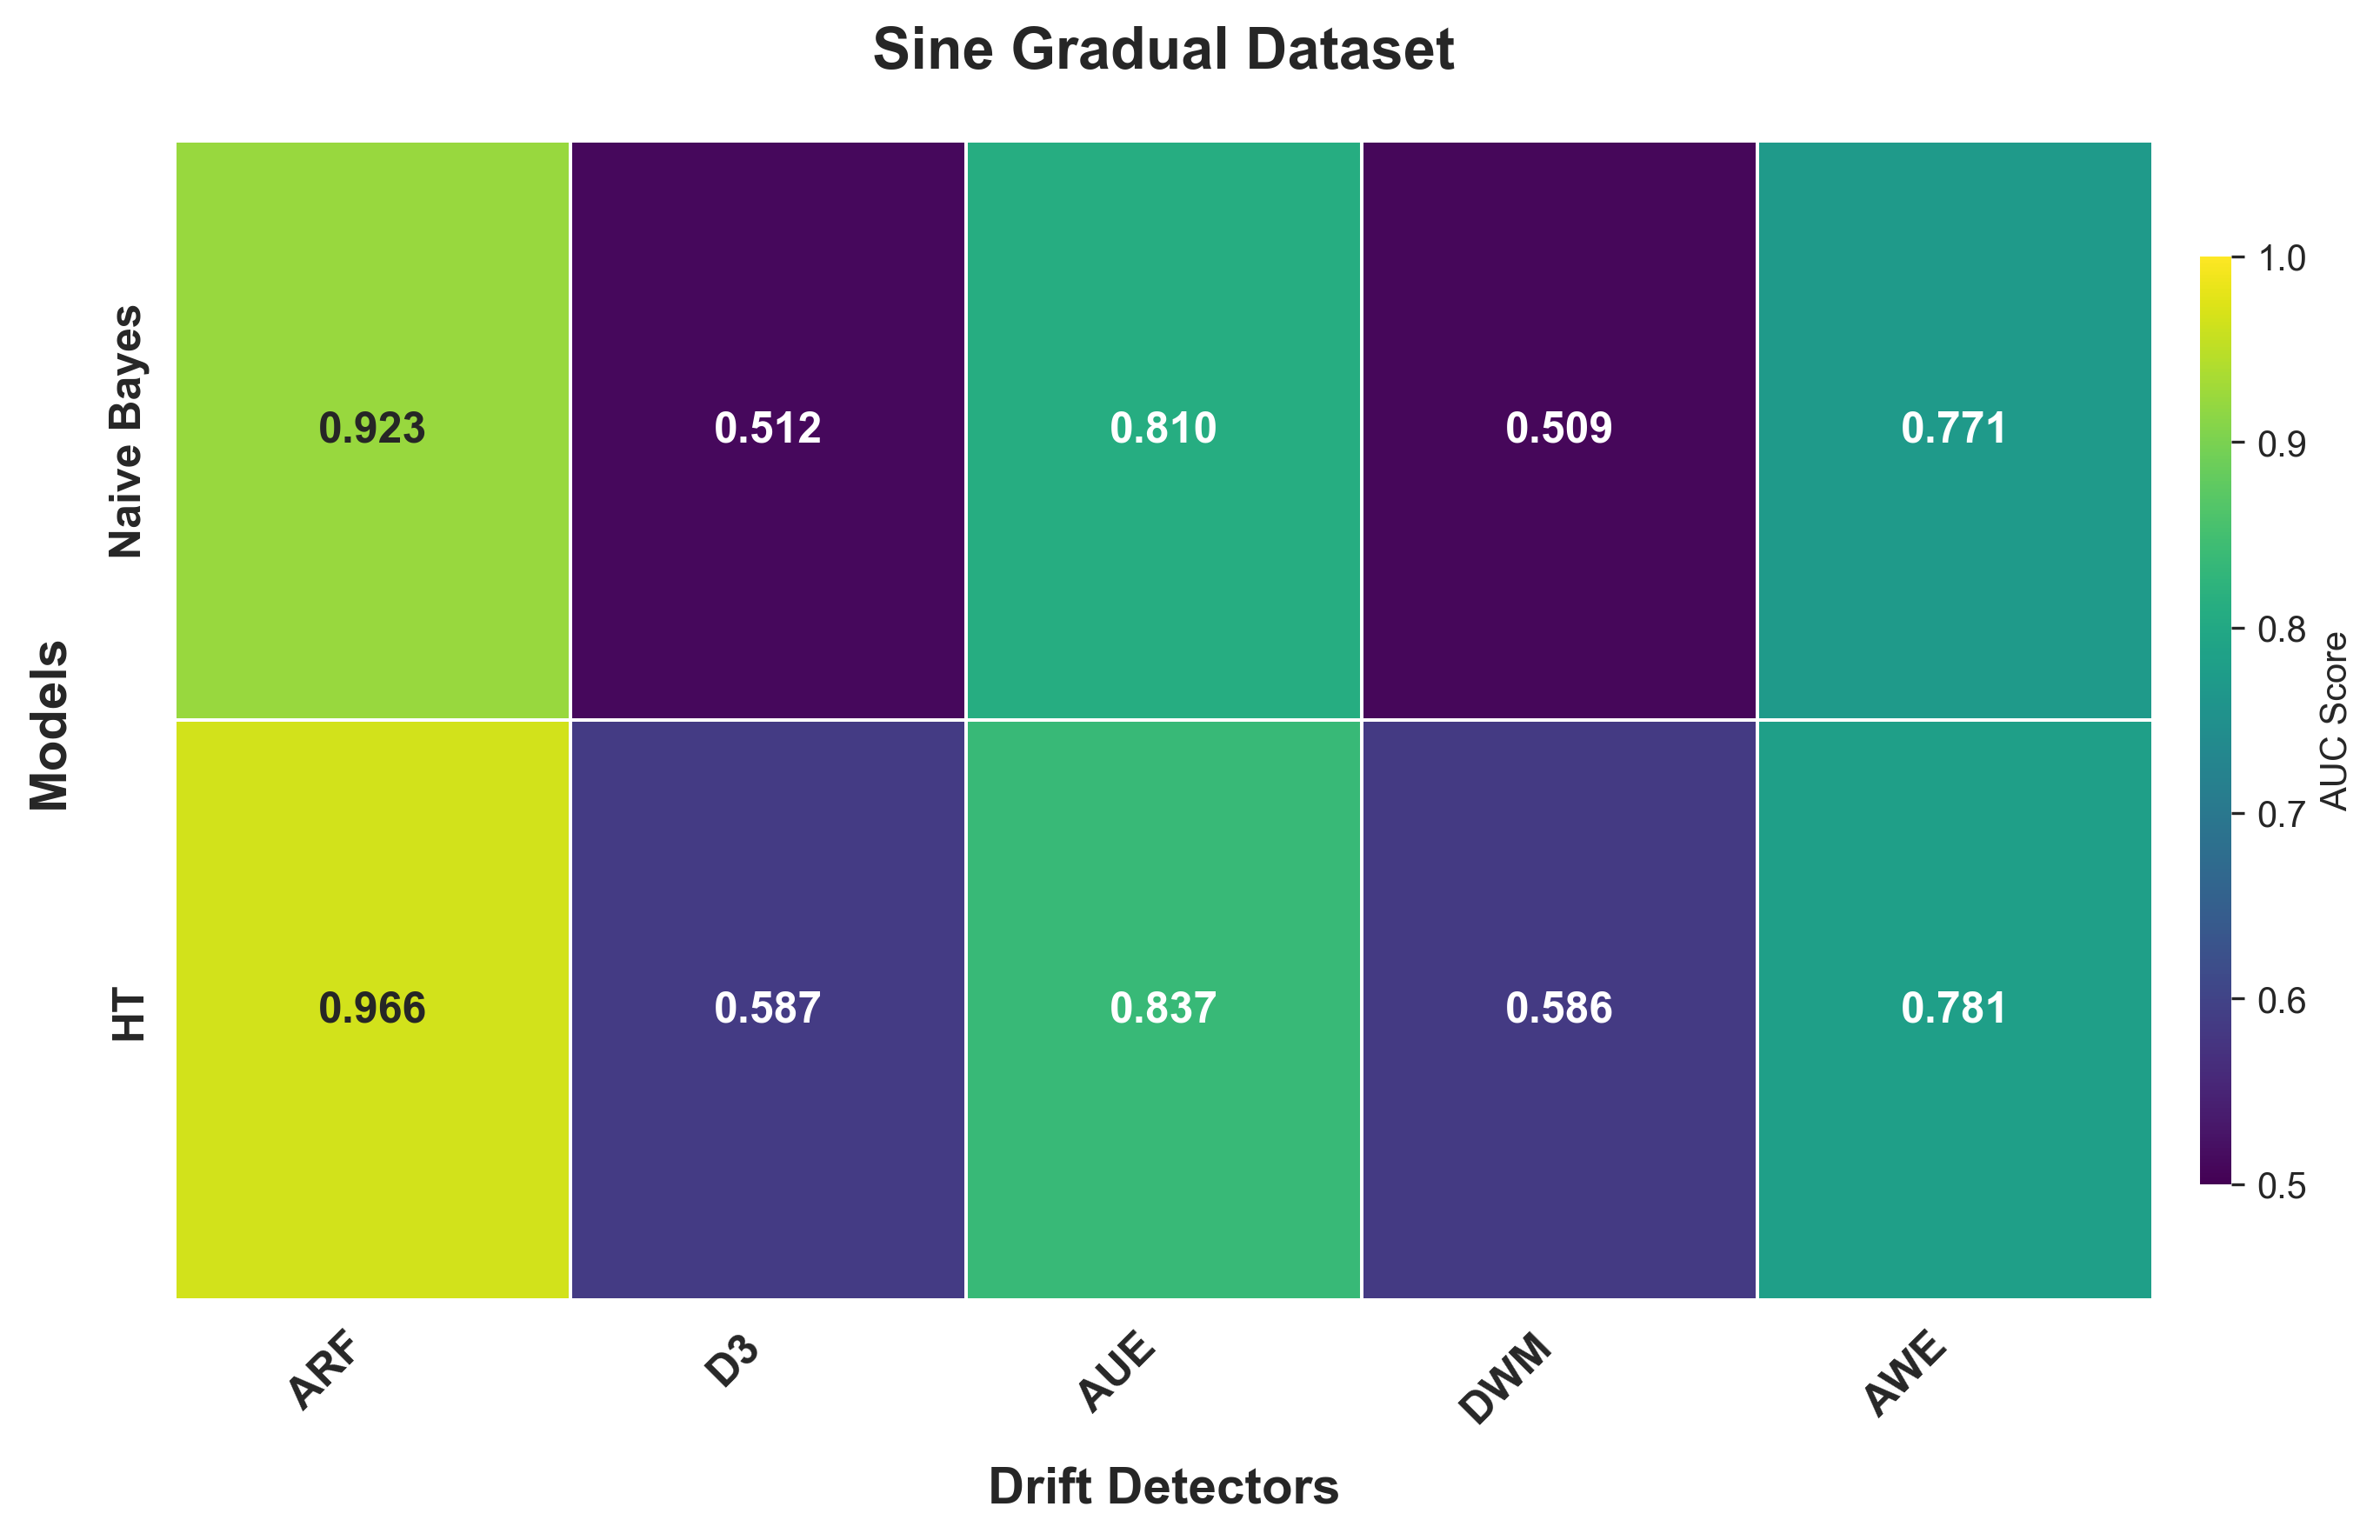 Sine Gradual Dataset
Models
Naive Bayes
0.923 0.512 0.810 0.509 0.771
HT
0.966 0.587 0.837 0.586 0.781
ARF D3 AUE DWM AWE
Drift Detectors
1.0
0.9
0.8
0.7
0.6
0.5
AUC Score